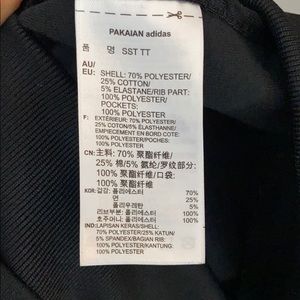 PAKAIAN adidas
품 명 SST TT
AU/
EU: SHELL: 70% POLYESTER/
25% COTTON/
5% ELASTANE/RIB PART:
100% POLYESTER/
POCKETS:
100% POLYESTER/
F: EXTÉRIEUR: 70% POLYESTER/
25% COTON/5% ÉLASTHANNE/
EMPIECEMENT EN BORD COTE:
100% POLYESTER/POCHES:
100% POLYESTER/
CN: 主料: 70% 聚酯纤维/
25% 棉/5% 氨纶/罗纹部分:
100% 聚酯纤维/口袋:
100% 聚酯纤维/
KOR: 겉감: 폴리에스터 70%
면 25%
폴리우레탄 5%
리브부분: 폴리에스터 100%
호주머니: 폴리에스터 100%
IND: LAPISAN KERAS/SHELL:
70% POLYESTER/25% KATUN/
5% SPANDEX/BAGIAN RIB:
100% POLYESTER/KANTUNG:
100% POLYESTER/